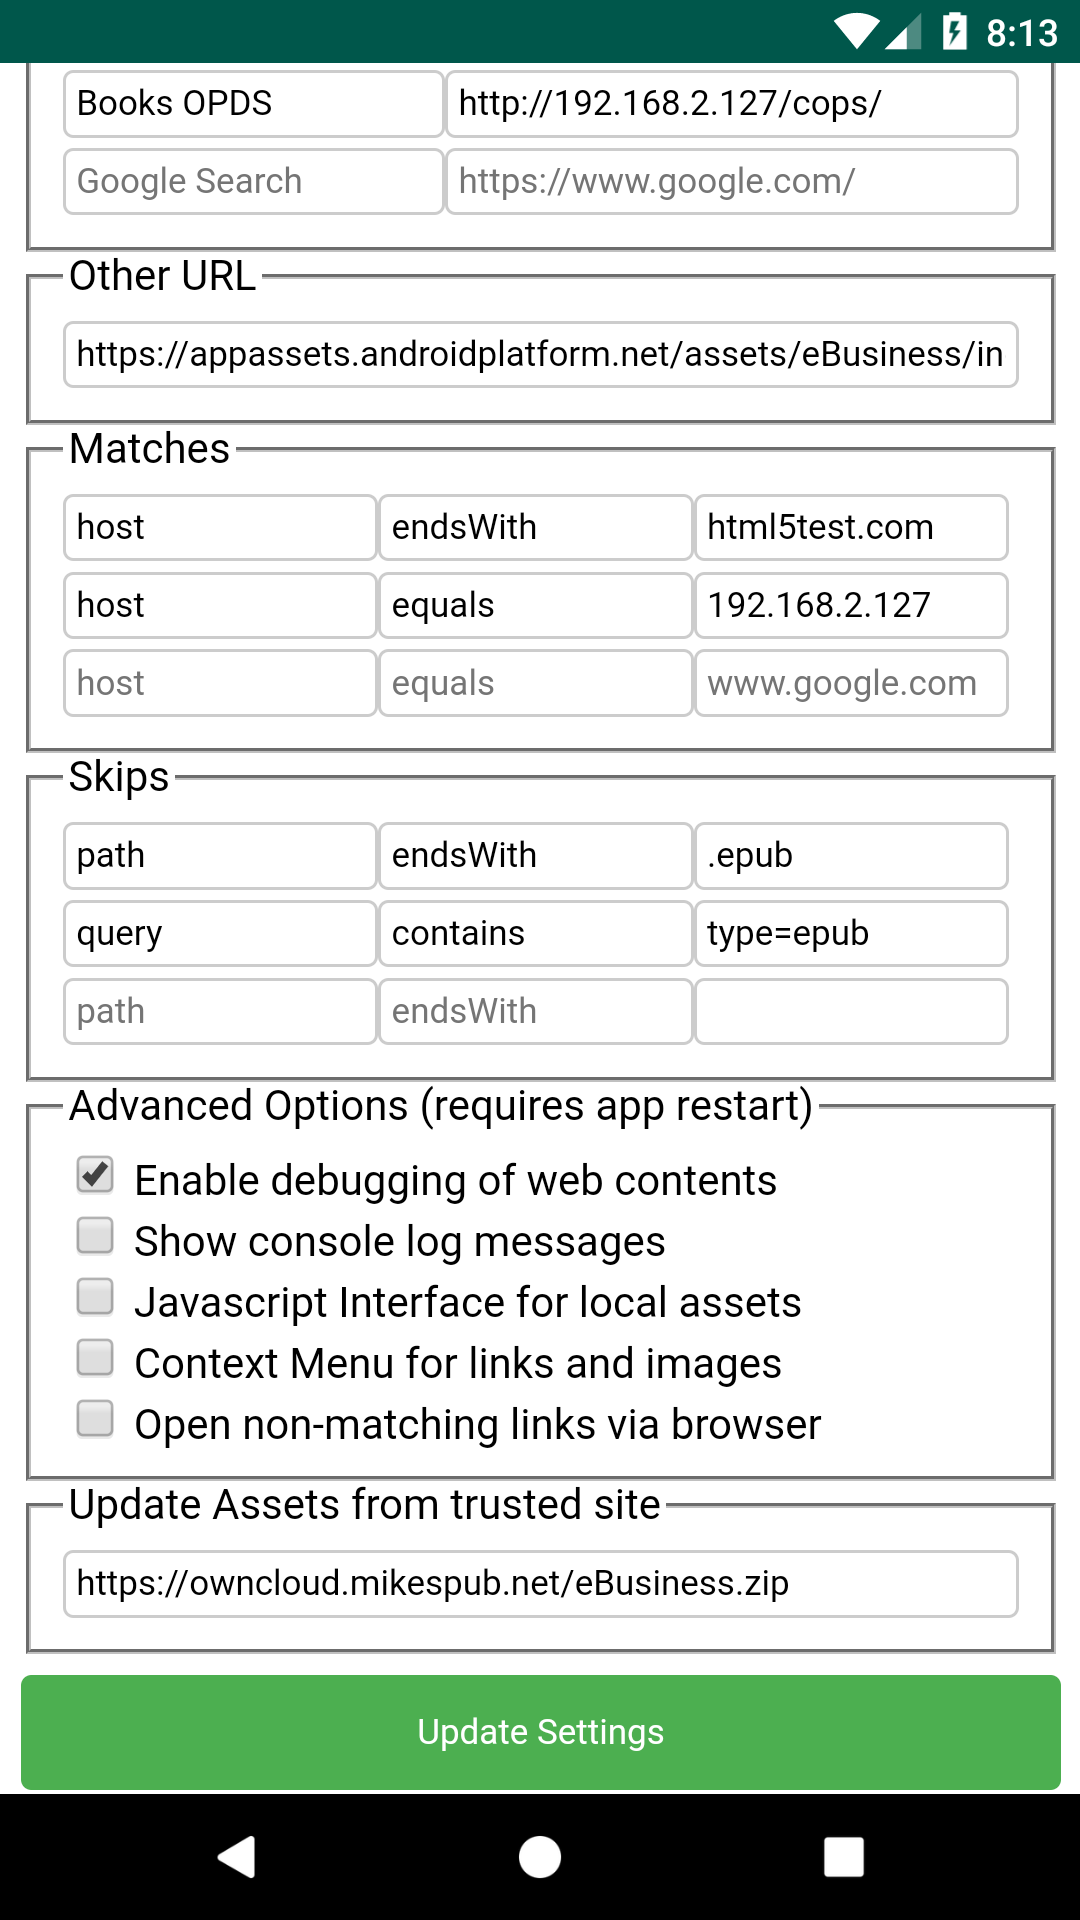 8:13
Books OPDS http://192.168.2.127/cops/
Google Search https://www.google.com/
Other URL
https://appassets.androidplatform.net/assets/eBusiness/in
Matches
host endsWith html5test.com
host equals 192.168.2.127
host equals www.google.com
Skips
path endsWith .epub
query contains type=epub
path endsWith
Advanced Options (requires app restart)
Enable debugging of web contents
Show console log messages
Javascript Interface for local assets
Context Menu for links and images
Open non-matching links via browser
Update Assets from trusted site
https://owncloud.mikespub.net/eBusiness.zip
Update Settings